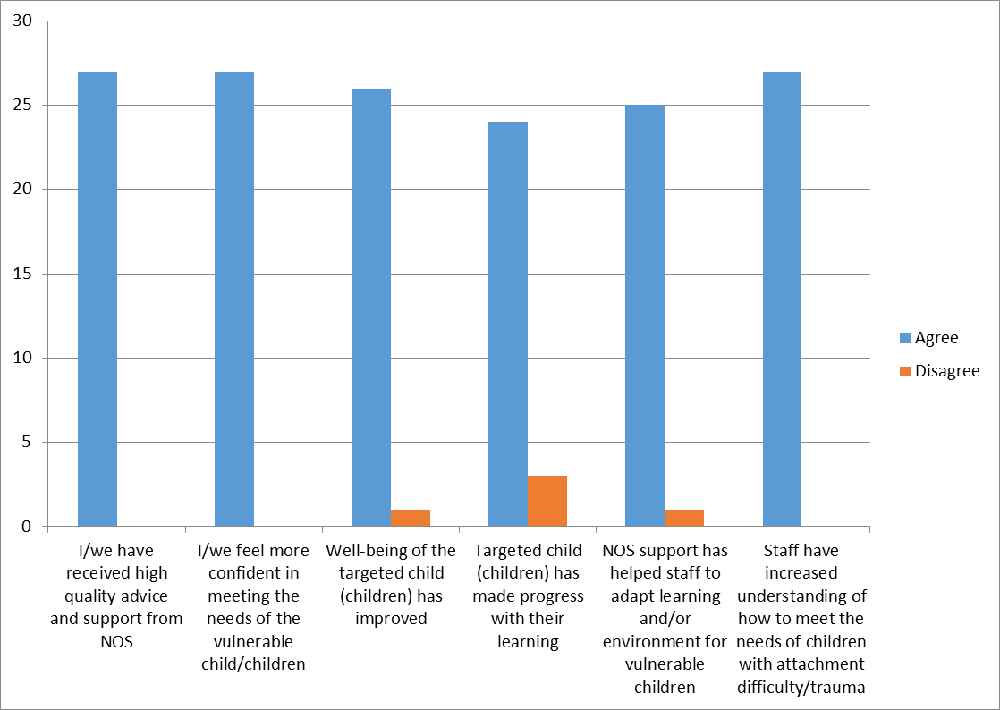 30
25
20
15
10
5
0
I/we have
received high
quality advice
and support from
NOS
I/we feel more
confident in
meeting the
needs of the
vulnerable
child/children
Well-being of the
targeted child
(children) has
improved
Targeted child
(children) has
made progress
with their
learning
NOS support has
helped staff to
adapt learning
and/or
environment for
vulnerable
children
Staff have
increased
understanding of
how to meet the
needs of children
with attachment
difficulty/trauma
Agree
Disagree